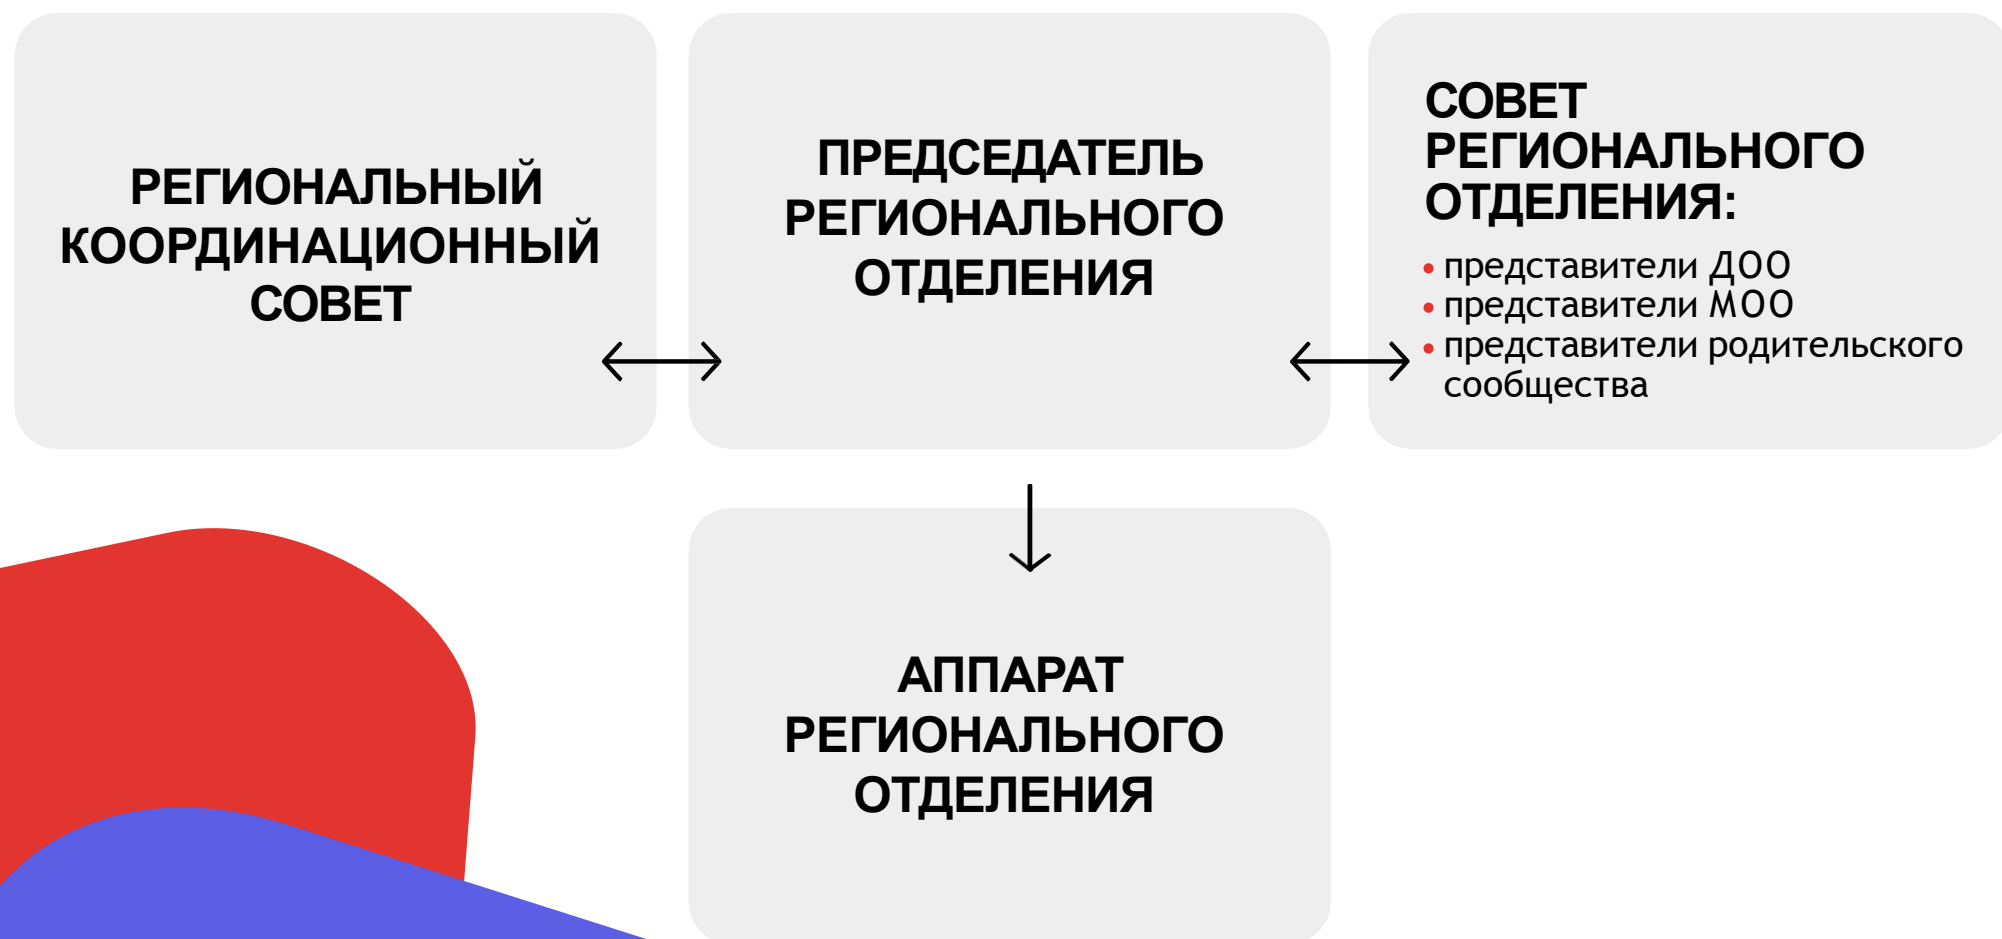 РЕГИОНАЛЬНЫЙ
КООРДИНАЦИОННЫЙ
СОВЕТ
ПРЕДСЕДАТЕЛЬ
РЕГИОНАЛЬНОГО
ОТДЕЛЕНИЯ
СОВЕТ
РЕГИОНАЛЬНОГО
ОТДЕЛЕНИЯ:
• представители ДОО
• представители МОО
• представители родительского
сообщества
АППАРАТ
РЕГИОНАЛЬНОГО
ОТДЕЛЕНИЯ